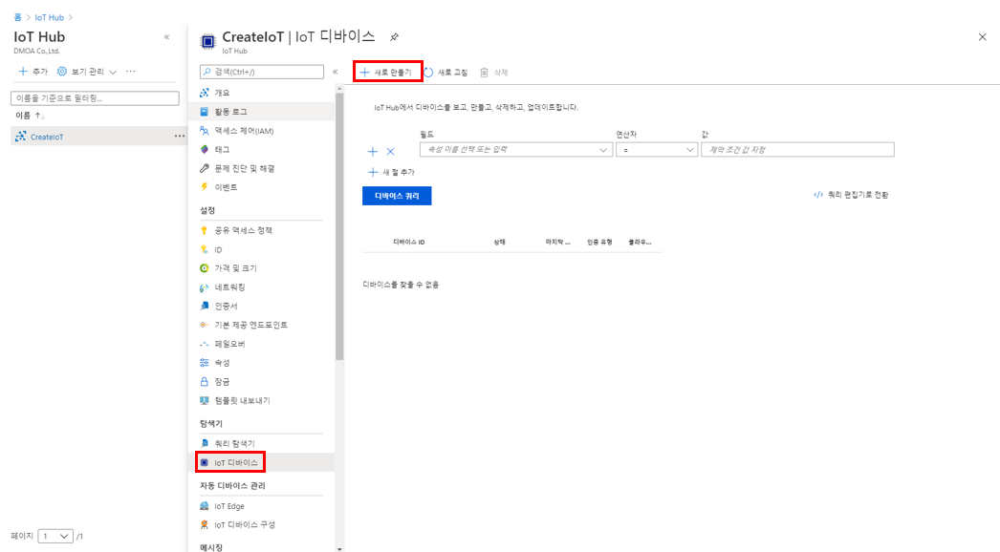 홈 > IoT Hub >
IoT Hub
DMOA Co.,Ltd.
«
추가 보기 관리 ···
이름을 기준으로 필터링...
이름 ↑↓
CreateIoT ···
페이지 1 /1
CreateIoT | IoT 디바이스
IoT Hub
검색(Ctrl+/) «
개요
활동 로그
액세스 제어(IAM)
태그
문제 진단 및 해결
이벤트
설정
공유 액세스 정책
ID
가격 및 크기
네트워킹
인증서
기본 제공 엔드포인트
페일오버
속성
잠금
템플릿 내보내기
탐색기
쿼리 탐색기
IoT 디바이스
자동 디바이스 관리
IoT Edge
IoT 디바이스 구성
메시징
새로 만들기 새로 고침 삭제
IoT Hub에서 디바이스를 보고, 만들고, 삭제하고, 업데이트합니다.
필드 연산자 값
속성 이름 선택 또는 입력 = 제약 조건 값 지정
새 절 추가
디바이스 쿼리
</> 쿼리 편집기로 전환
디바이스 ID 상태 마지막 ... 인증 유형 클라우...
디바이스를 찾을 수 없음